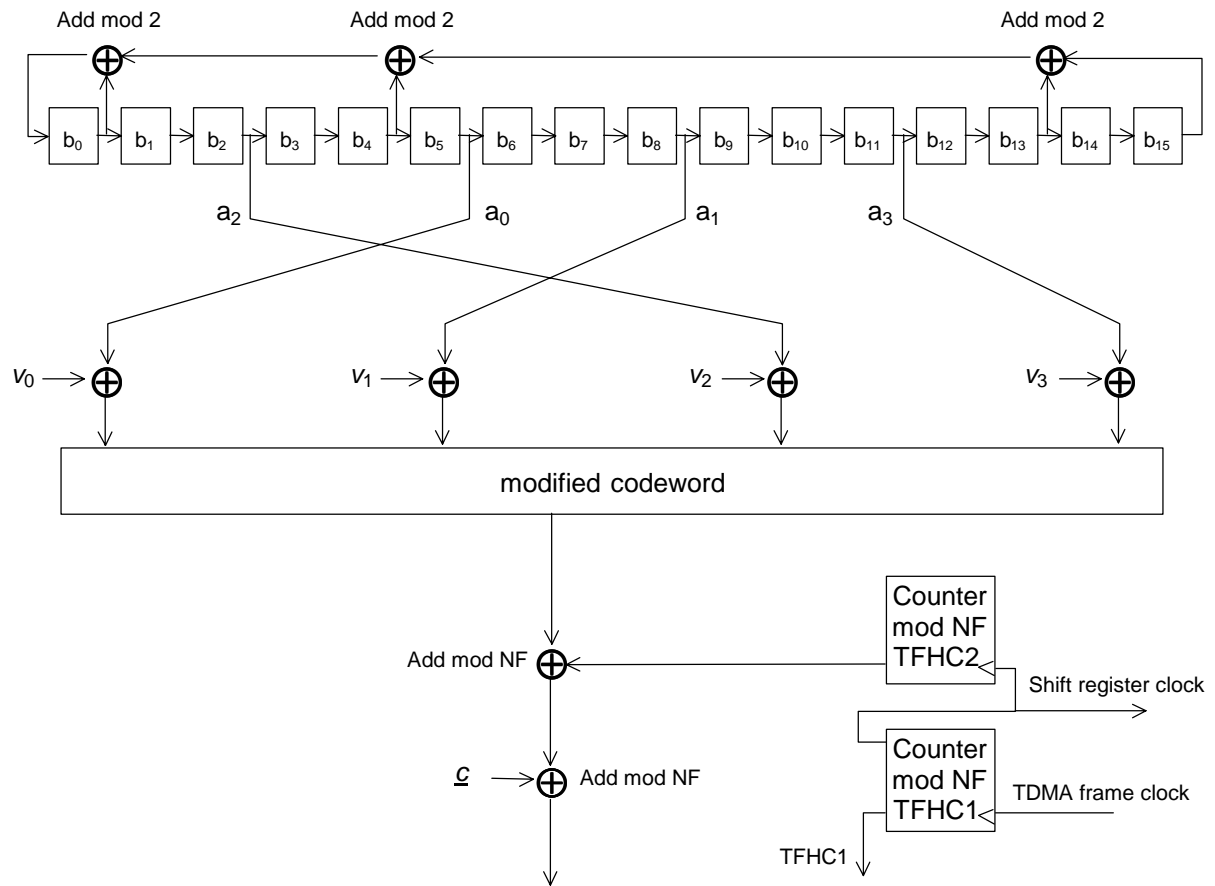 Add mod 2
Add mod 2
Add mod 2
b₀ b₁ b₂ b₃ b₄ b₅ b₆ b₇ b₈ b₉ b₁₀ b₁₁ b₁₂ b₁₃ b₁₄ b₁₅
a₂ a₀ a₁ a₃
v₀ v₁ v₂ v₃
modified codeword
Counter
mod NF
TFHC2
Add mod NF
Shift register clock
Counter
mod NF
TFHC1
c
Add mod NF
TDMA frame clock
TFHC1